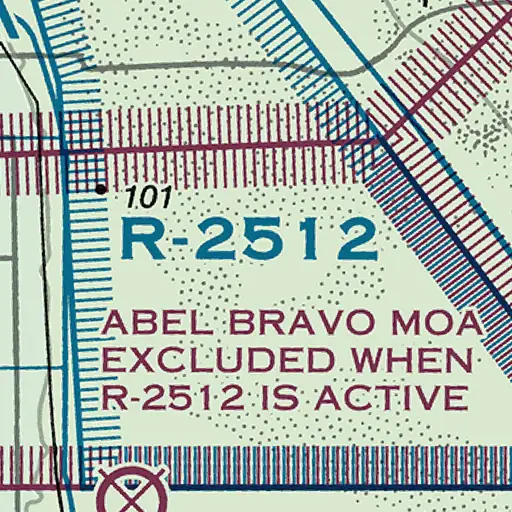 101
R-2512
ABEL BRAVO MOA
EXCLUDED WHEN
R-2512 IS ACTIVE